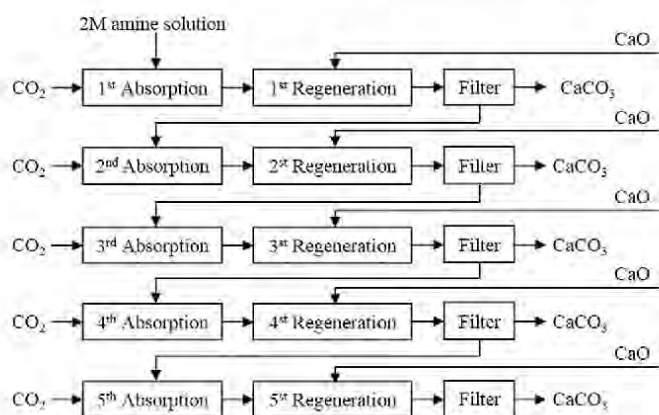 2M amine solution
CaO
CO₂ 1ˢᵗ Absorption 1ˢᵗ Regeneration Filter CaCO₃
CaO
CO₂ 2ⁿᵈ Absorption 2ˢᵗ Regeneration Filter CaCO₃
CaO
CO₂ 3ʳᵈ Absorption 3ˢᵗ Regeneration Filter CaCO₃
CaO
CO₂ 4ᵗʰ Absorption 4ˢᵗ Regeneration Filter CaCO₃
CaO
CO₂ 5ᵗʰ Absorption 5ˢᵗ Regeneration Filter CaCO₃